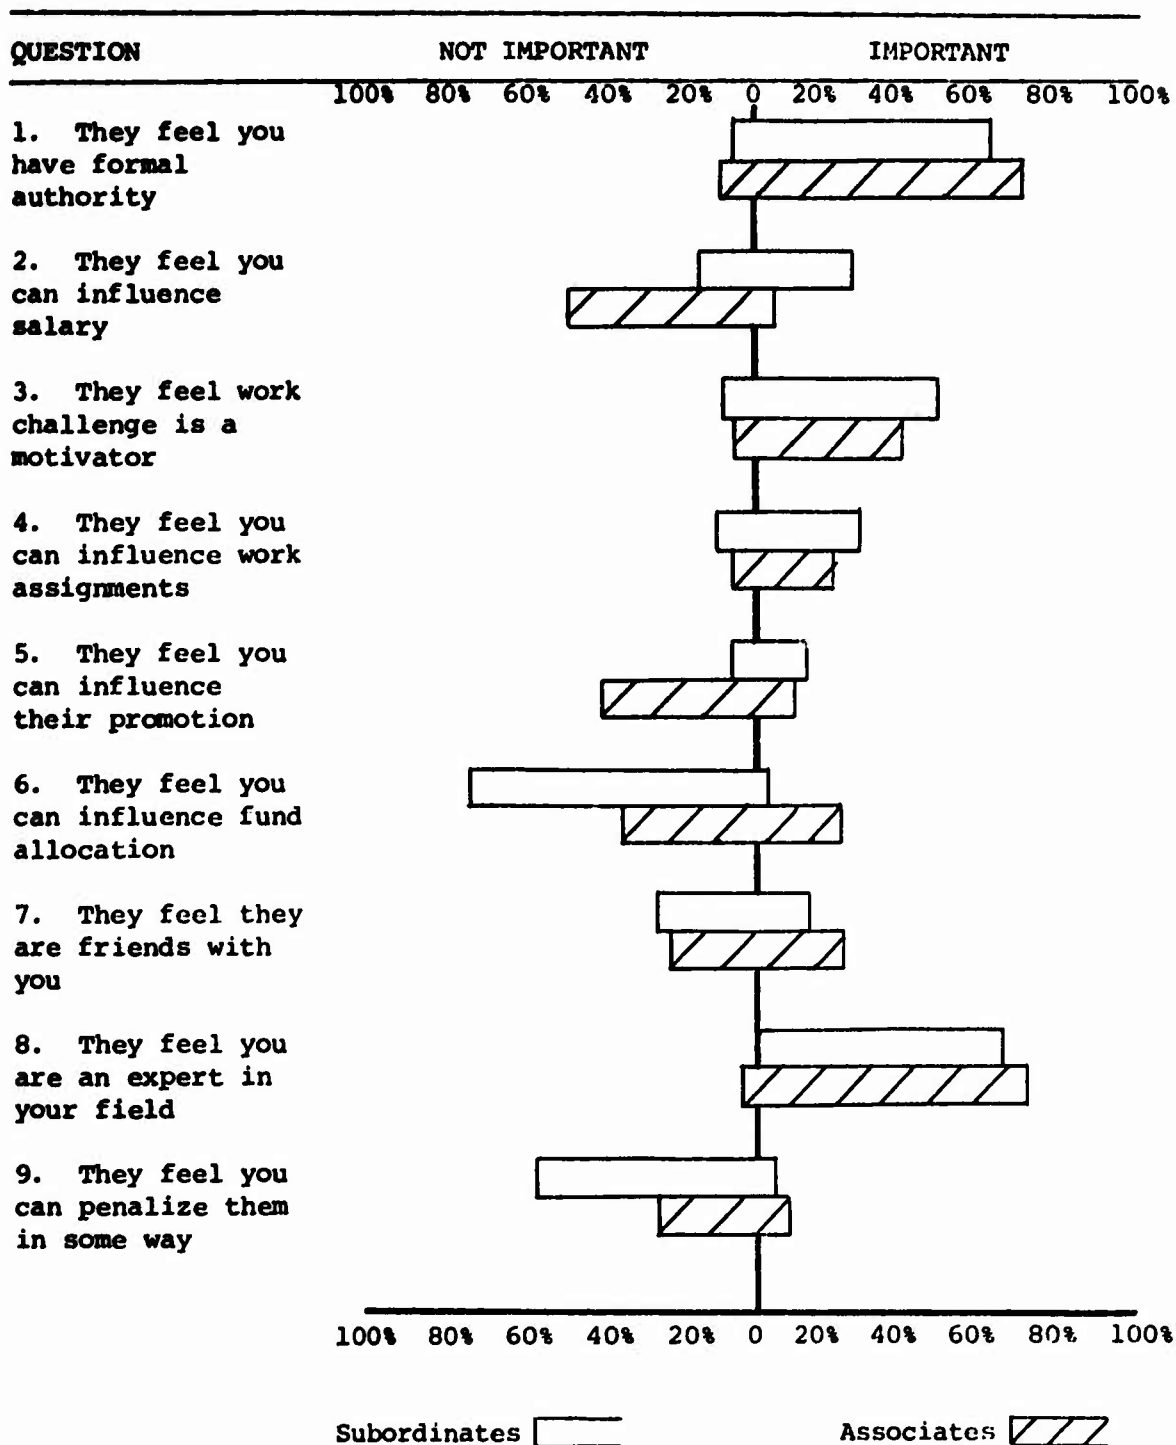 QUESTION NOT IMPORTANT IMPORTANT
100% 80% 60% 40% 20% 0 20% 40% 60% 80% 100%
1. They feel you
have formal
authority
2. They feel you
can influence
salary
3. They feel work
challenge is a
motivator
4. They feel you
can influence work
assignments
5. They feel you
can influence
their promotion
6. They feel you
can influence fund
allocation
7. They feel they
are friends with
you
8. They feel you
are an expert in
your field
9. They feel you
can penalize them
in some way
100% 80% 60% 40% 20% 0 20% 40% 60% 80% 100%
Subordinates Associates